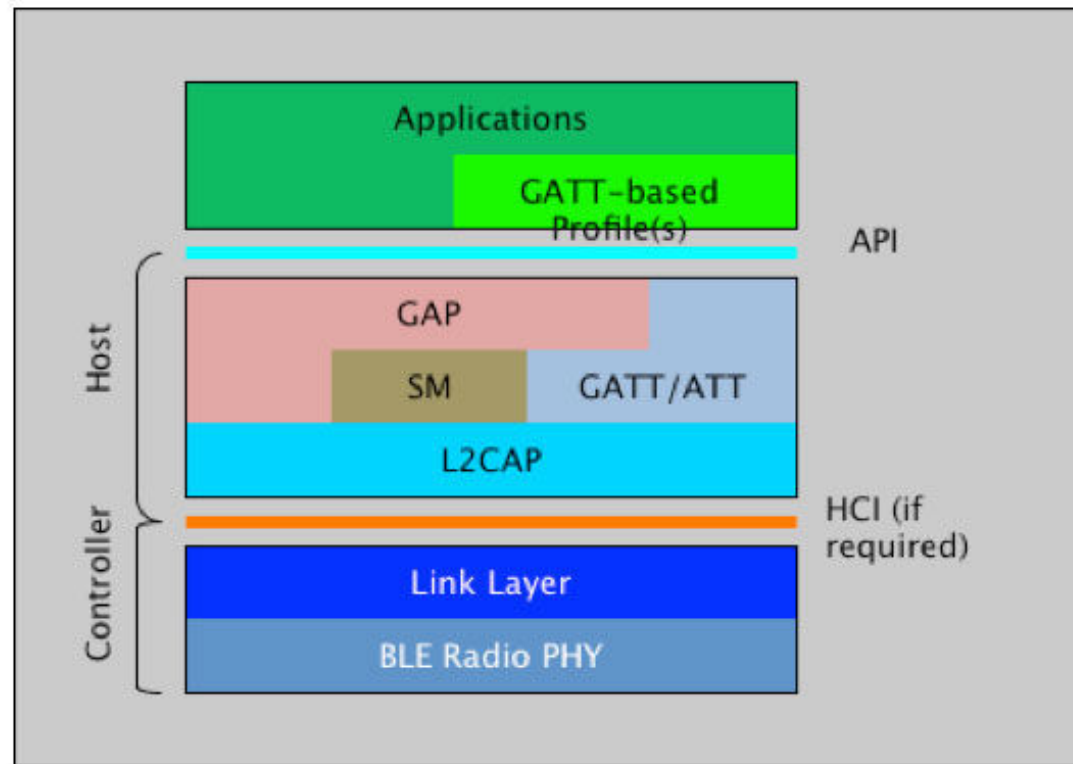 Applications
GATT-based
Profile(s)
API
Host
GAP
SM
GATT/ATT
L2CAP
HCI (if
required)
Controller
Link Layer
BLE Radio PHY